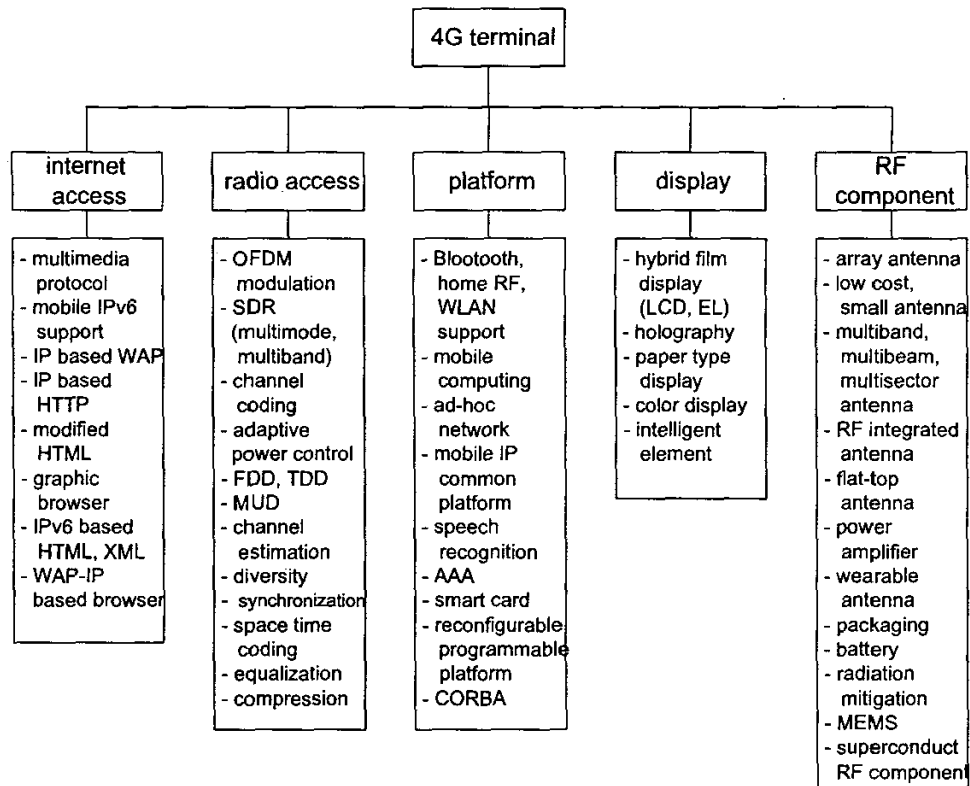 4G terminal
internet
access
radio access
platform
display
RF
component
- multimedia
protocol
- mobile IPv6
support
- IP based WAP
- IP based
HTTP
- modified
HTML
- graphic
browser
- IPv6 based
HTML, XML
- WAP-IP
based browser
- OFDM
modulation
- SDR
(multimode,
multiband)
- channel
coding
- adaptive
power control
- FDD, TDD
- MUD
- channel
estimation
- diversity
- synchronization
- space time
coding
- equalization
- compression
- Blootooth,
home RF,
WLAN
support
- mobile
computing
- ad-hoc
network
- mobile IP
common
platform
- speech
recognition
- AAA
- smart card
- reconfigurable
programmable
platform
- CORBA
- hybrid film
display
(LCD, EL)
- holography
- paper type
display
- color display
- intelligent
element
- array antenna
- low cost,
small antenna
- multiband,
multibeam,
multisector
antenna
- RF integrated
antenna
- flat-top
antenna
- power
amplifier
- wearable
antenna
- packaging
- battery
- radiation
mitigation
- MEMS
- superconduct
RF component